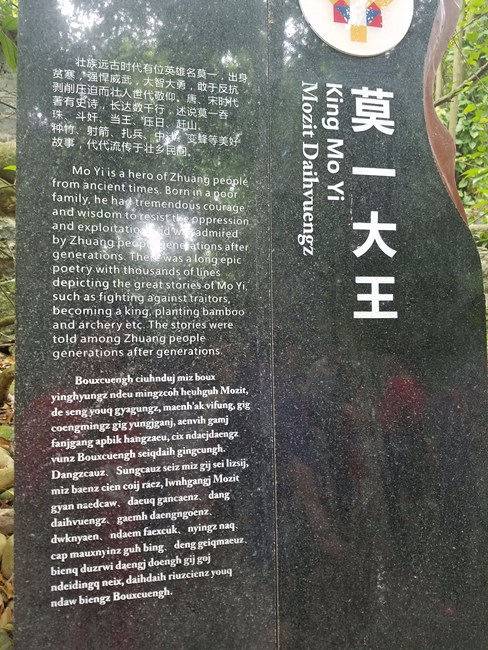 壮族远古时代有位英雄名莫一，出身
贫寒，强悍威武，大智大勇，敢于反抗
剥削压迫而壮人世代敬仰。唐、宋时代
著有史诗，长达数千行，述说莫一吞
珠、斗奸、当王、压日、赶山、
种竹、射箭、扎兵、中计、变蜂等美好
故事，代代流传于壮乡民间。
Mo Yi is a hero of Zhuang people
from ancient times. Born in a poor
family, he had tremendous courage
and wisdom to resist the oppression
and exploitation and was admired
by Zhuang people generations after
generations. There was a long epic
poetry with thousands of lines
depicting the great stories of Mo Yi,
such as fighting against traitors,
becoming a king, planting bamboo
and archery etc. The stories were
told among Zhuang people
generations after generations.
Bouxcuengh ciuhnduj miz boux
yinghyungz ndeu mingzcoh heuhguh Mozit,
de seng youq gyagungz, maenh'ak vifung, gig
coengmingz gig yungjganj, aenvih gamj
fanjgang apbik hangzaeu, cix ndaejdaengz
vunz Bouxcuengh seiqdaih gingcungh.
Dangzcauz、Sungcauz seiz miz gij sei lizsij,
miz baenz cien coij raez, lwnhgangj Mozit
gyan naedcaw、daeuq gancaenz、dang
daihvuengz、gaemh daengngoenz、
dwknyaen、ndaem faexcuk、nyingz naq、
cap mauxnyinz guh bing、deng geiqmaeuz、
bienq duzrwi daengj doengh gij goj
ndeidingq neix, daihdaih riuzcienz youq
ndaw biengz Bouxcuengh.
莫一大王
King Mo Yi
Mozit Daihvuengz